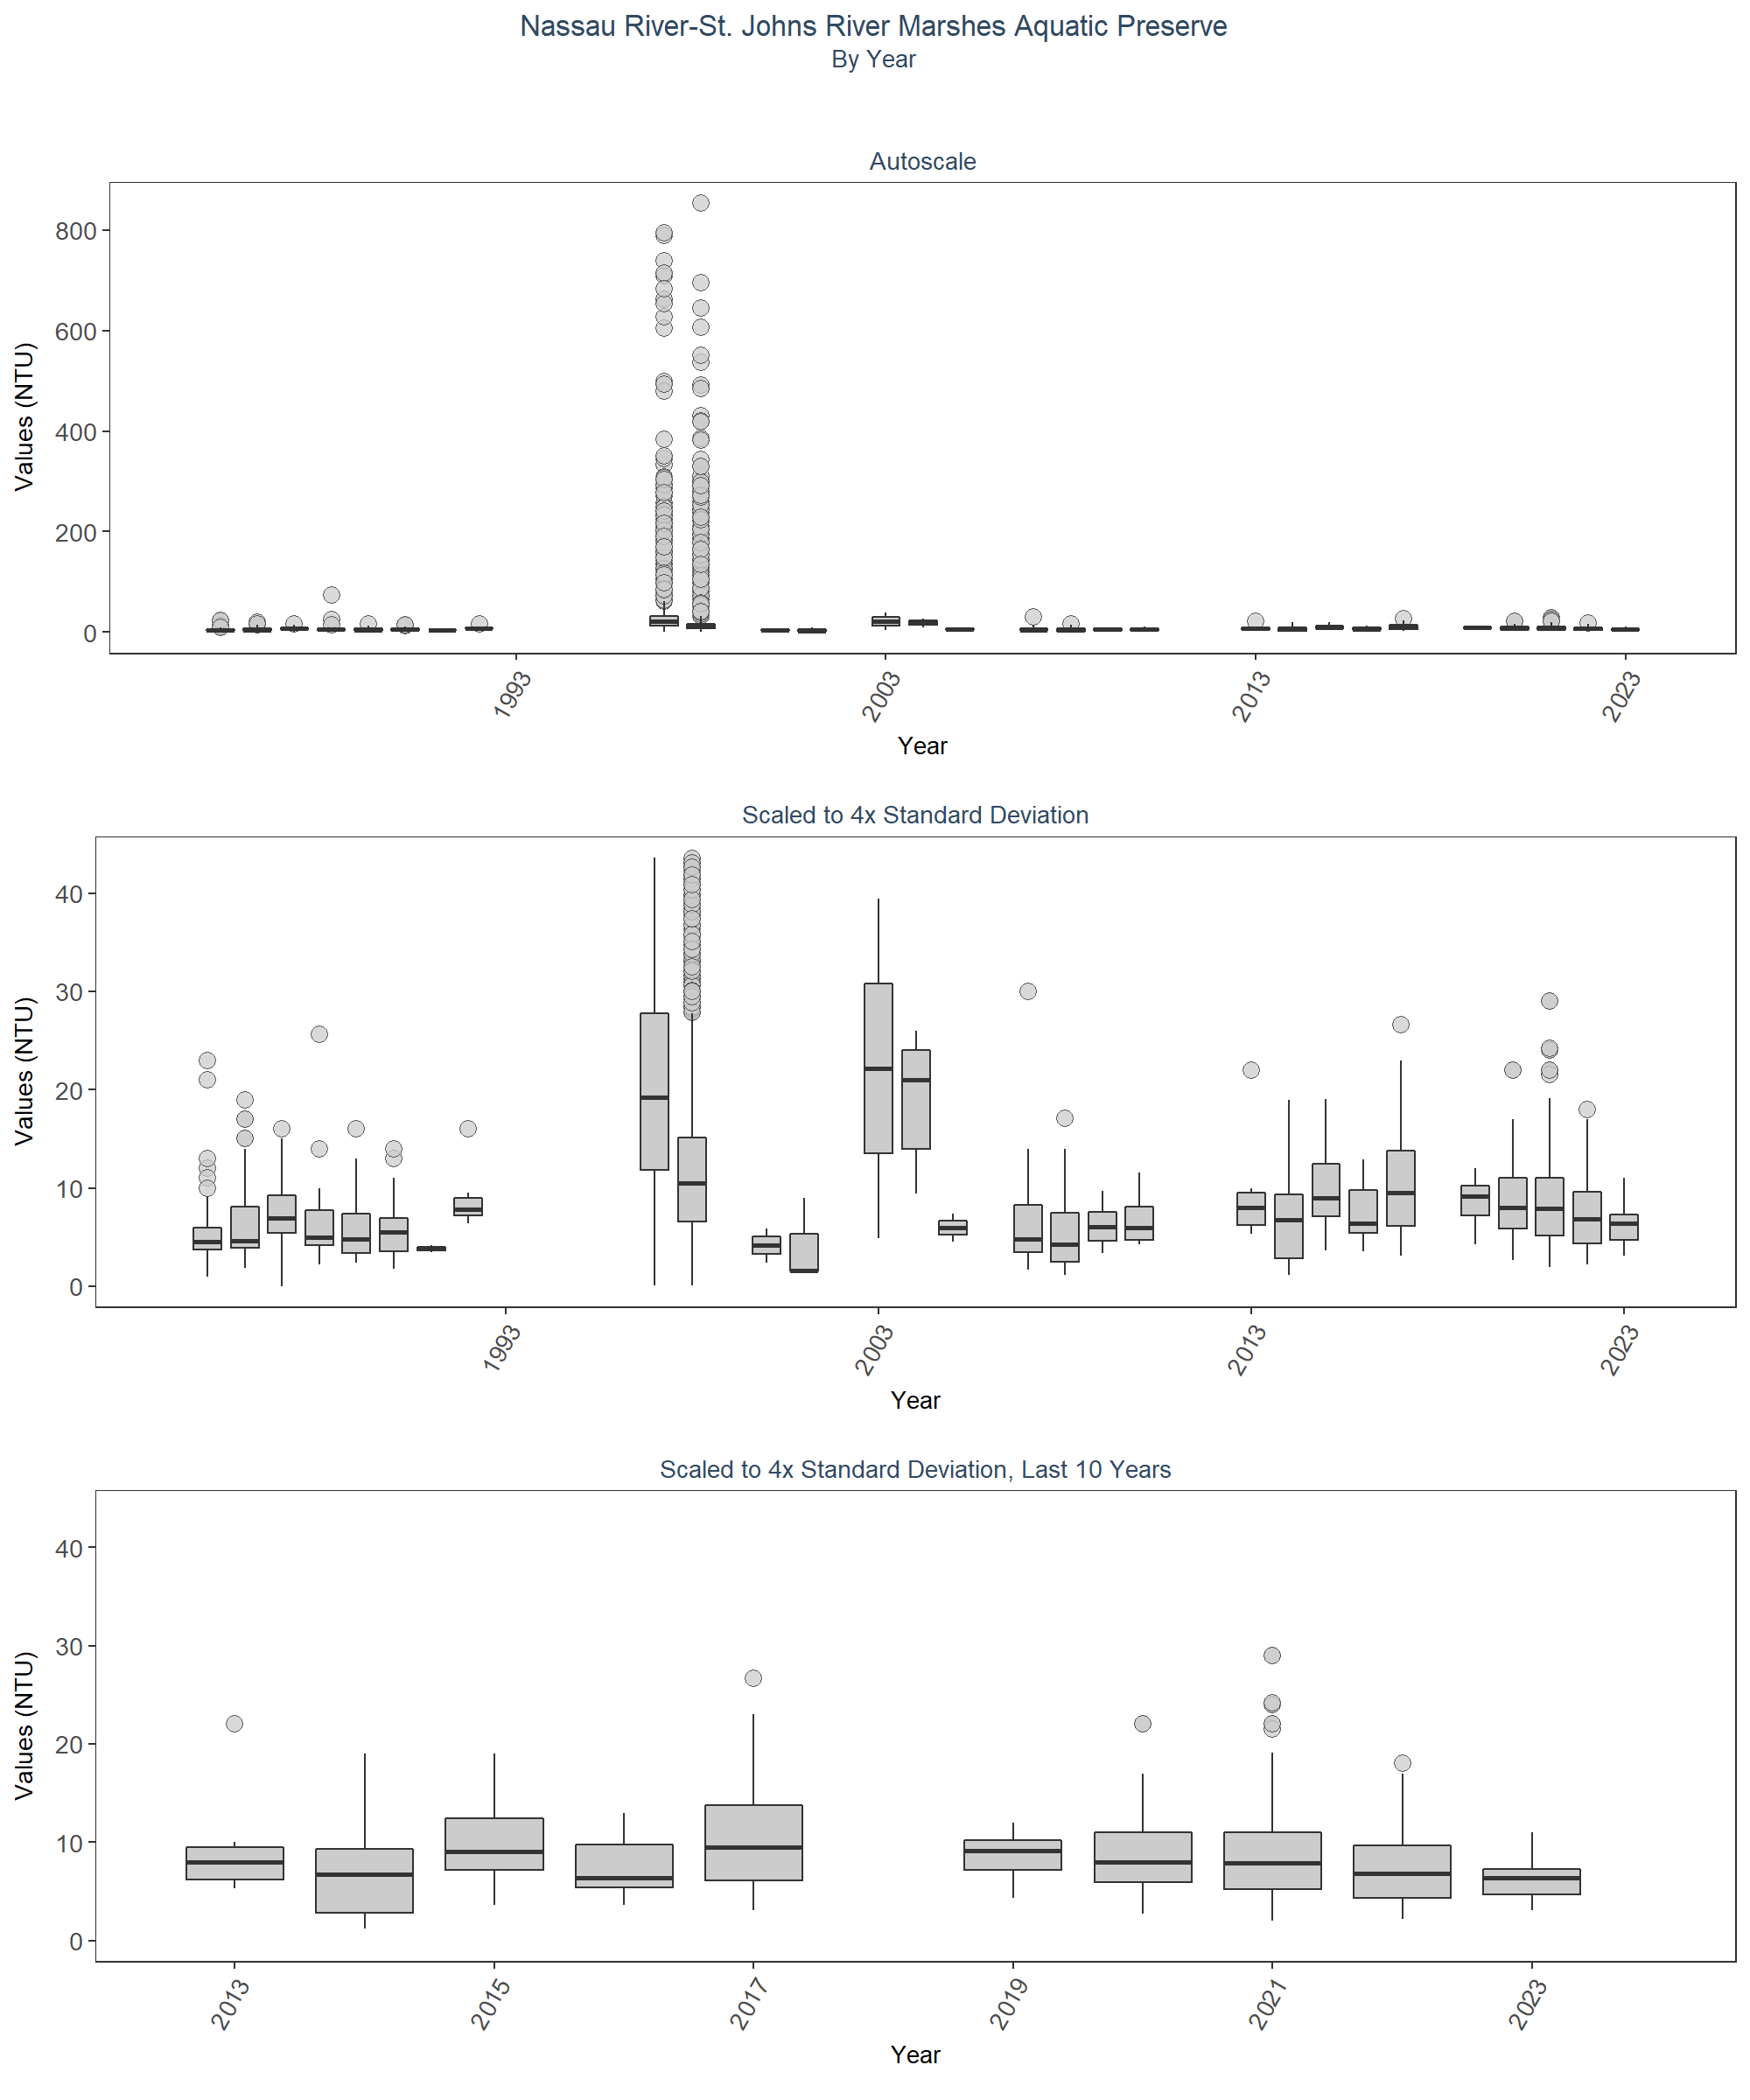 Nassau River-St. Johns River Marshes Aquatic Preserve
By Year
Autoscale
Values (NTU)
800
600
400
200
0
1993
2003
2013
2023
Year
Scaled to 4x Standard Deviation
Values (NTU)
40
30
20
10
0
1993
2003
2013
2023
Year
Scaled to 4x Standard Deviation, Last 10 Years
Values (NTU)
40
30
20
10
0
2013
2015
2017
2019
2021
2023
Year